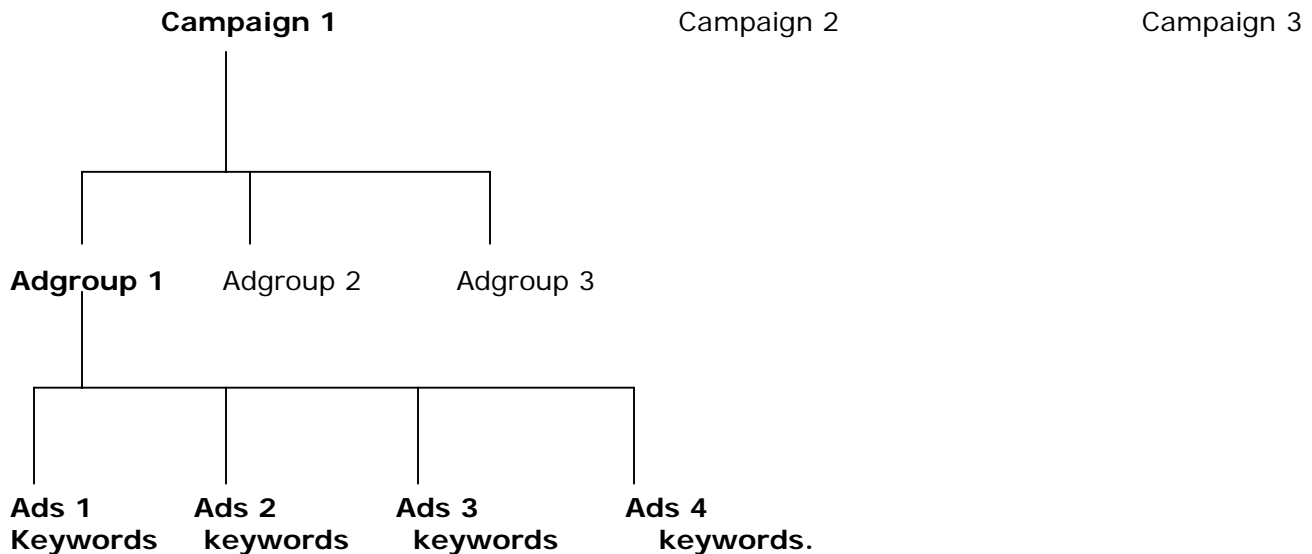 Campaign 1 Campaign 2 Campaign 3
Adgroup 1 Adgroup 2 Adgroup 3
Ads 1 Ads 2 Ads 3 Ads 4
Keywords keywords keywords keywords.